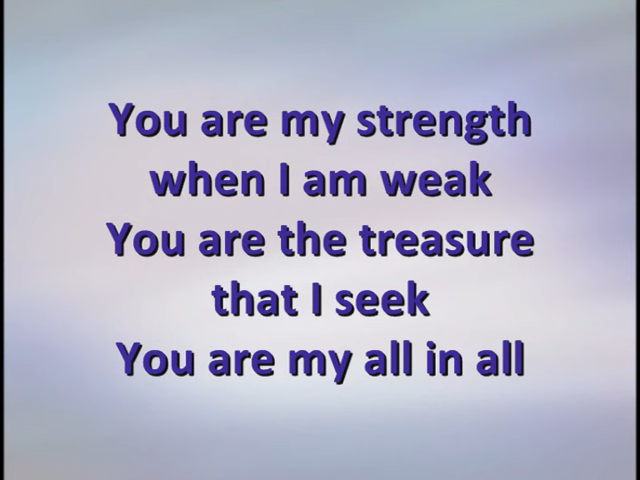 You are my strength
when I am weak
You are the treasure
that I seek
You are my all in all